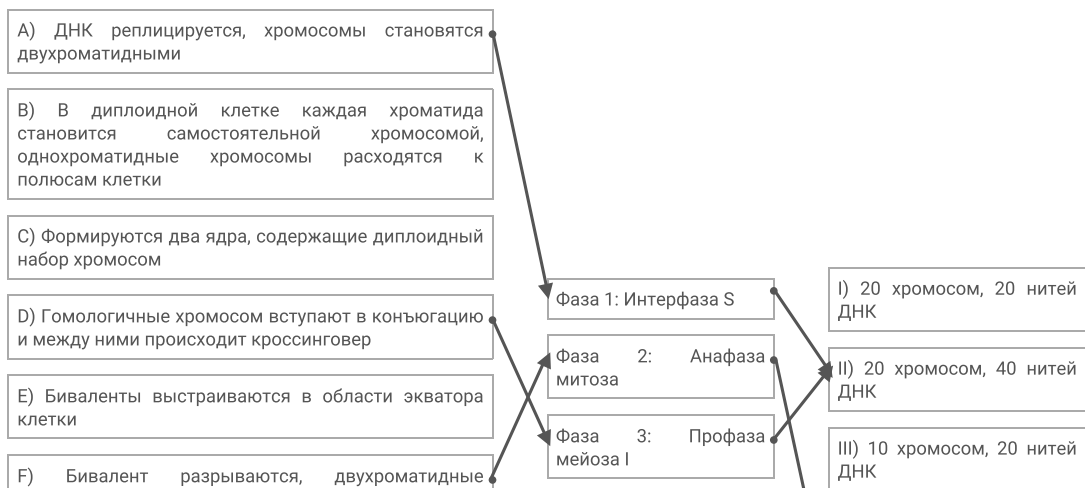 A) ДНК реплицируется, хромосомы становятся
двухроматидными
B) В диплоидной клетке каждая хроматида
становится самостоятельной хромосомой,
однохроматидные хромосомы расходятся к
полюсам клетки
C) Формируются два ядра, содержащие диплоидный
набор хромосом
D) Гомологичные хромосом вступают в конъюгацию
и между ними происходит кроссинговер
E) Биваленты выстраиваются в области экватора
клетки
F) Бивалент разрываются, двухроматидные
Фаза 1: Интерфаза S
Фаза 2: Анафаза
митоза
Фаза 3: Профаза
мейоза I
I) 20 хромосом, 20 нитей
ДНК
II) 20 хромосом, 40 нитей
ДНК
III) 10 хромосом, 20 нитей
ДНК